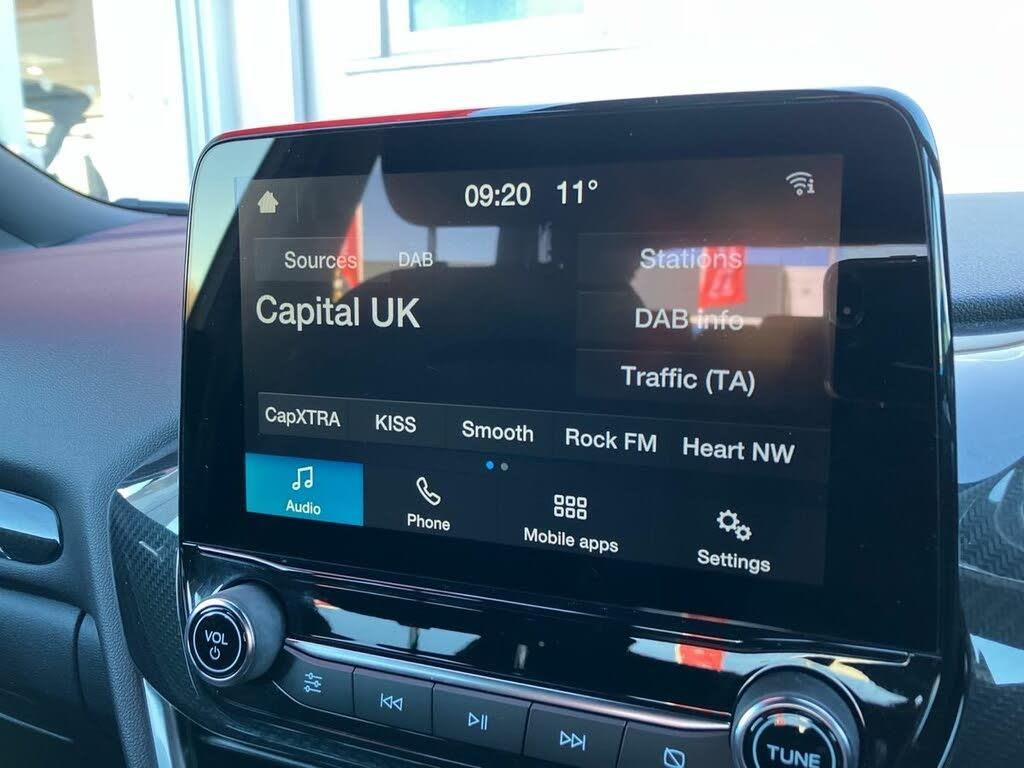 09:20 11°
Sources DAB Stations
Capital UK
DAB info
Traffic (TA)
CapXTRA KISS Smooth Rock FM Heart NW
Audio Phone Mobile apps Settings
VOL
TUNE